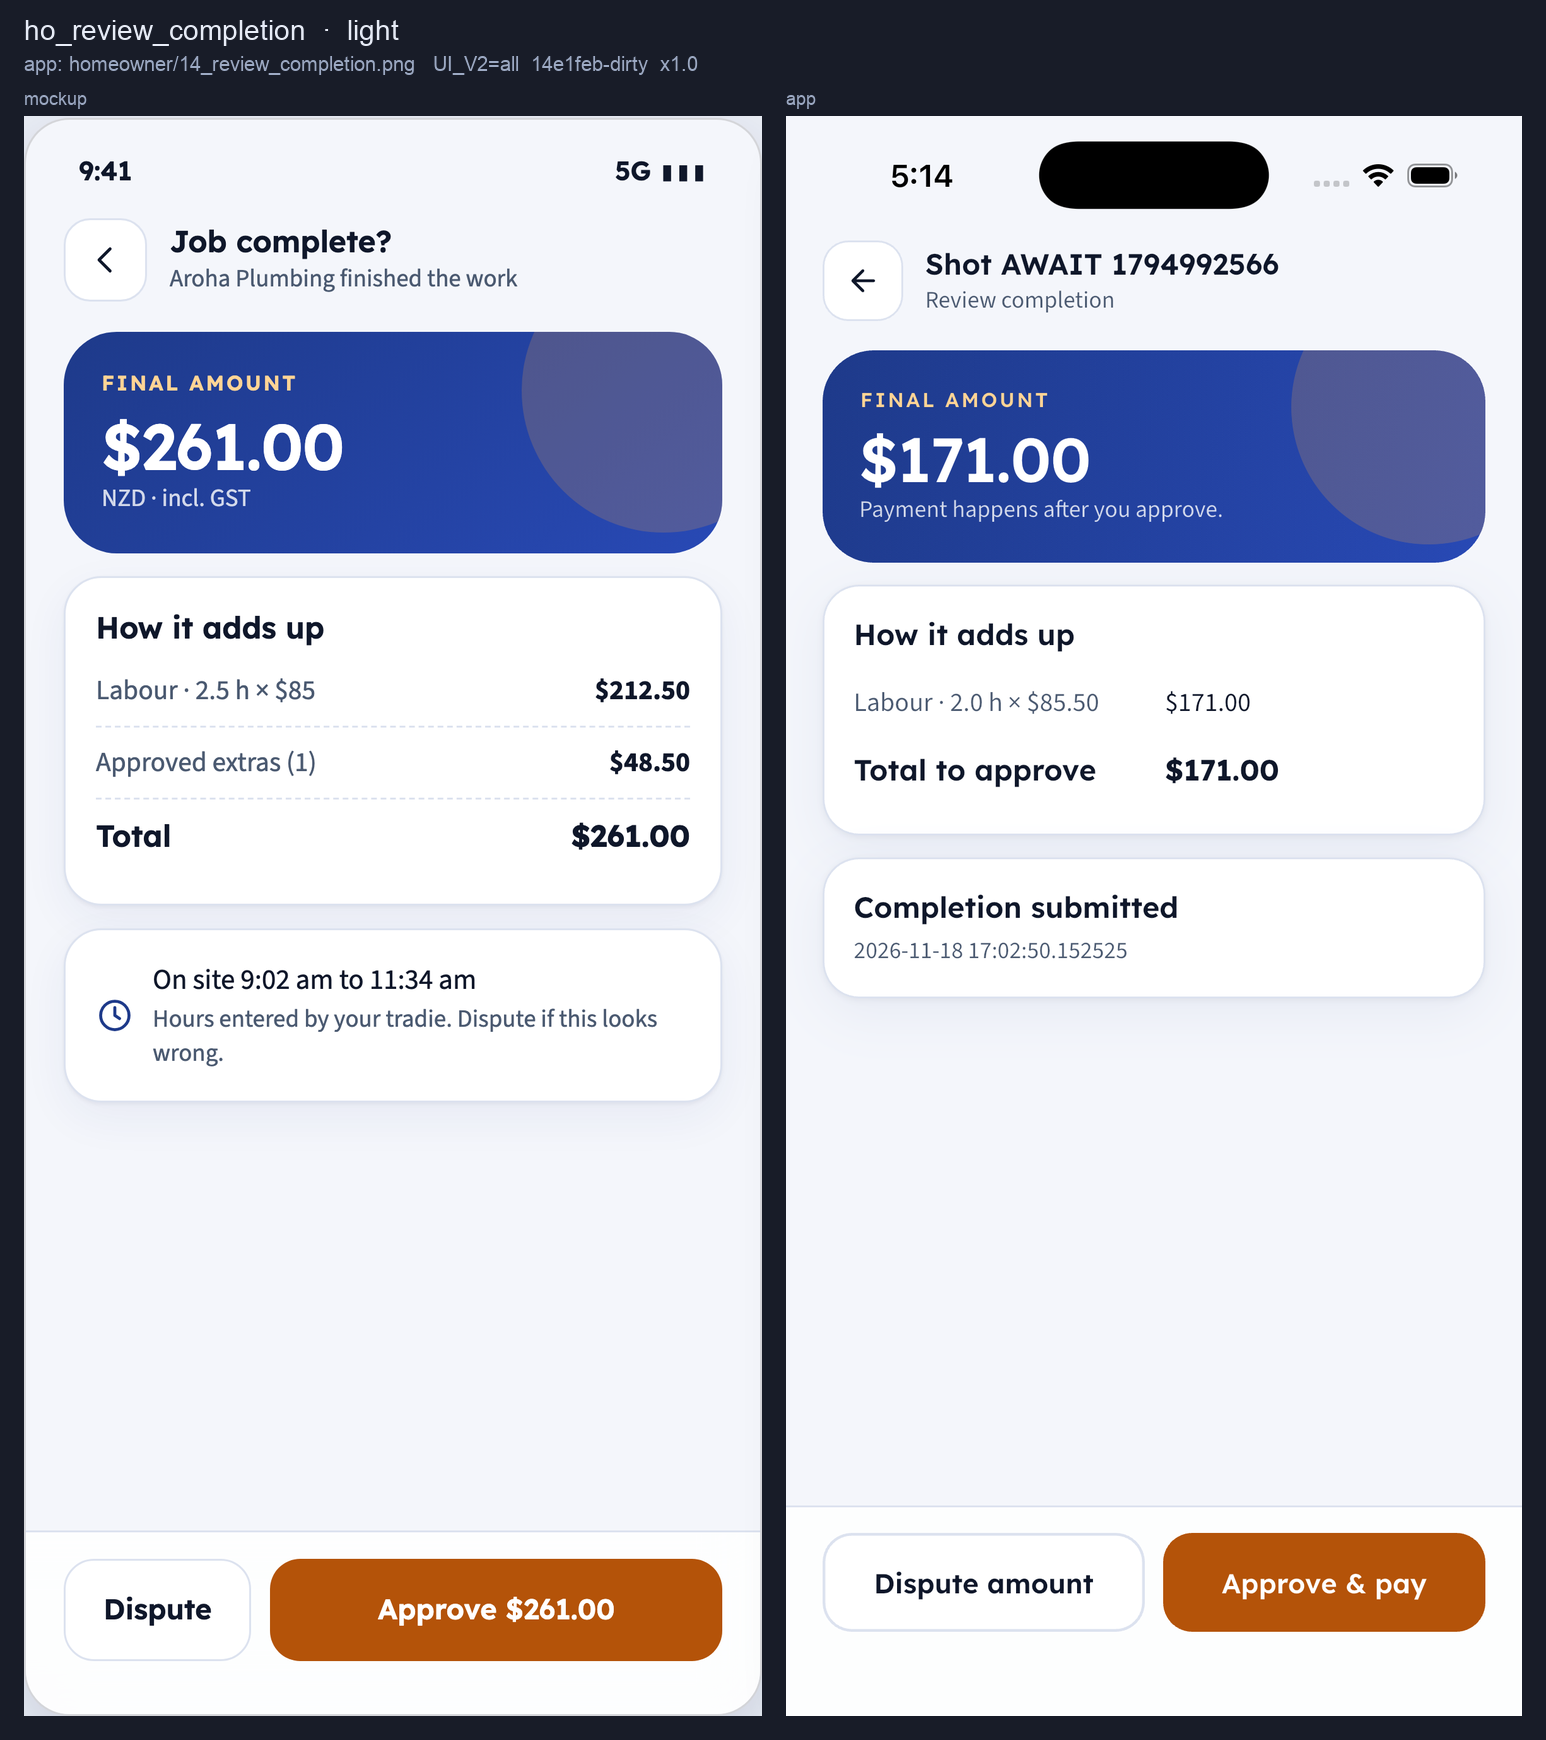 ho_review_completion · light
app: homeowner/14_review_completion.png UI_V2=all 14e1feb-dirty x1.0
mockup
9:41
5G
Job complete?
Aroha Plumbing finished the work
FINAL AMOUNT
$261.00
NZD · incl. GST
How it adds up
Labour · 2.5 h × $85 $212.50
Approved extras (1) $48.50
Total $261.00
On site 9:02 am to 11:34 am
Hours entered by your tradie. Dispute if this looks
wrong.
Dispute
Approve $261.00
app
5:14
Shot AWAIT 1794992566
Review completion
FINAL AMOUNT
$171.00
Payment happens after you approve.
How it adds up
Labour · 2.0 h × $85.50 $171.00
Total to approve $171.00
Completion submitted
2026-11-18 17:02:50.152525
Dispute amount
Approve & pay